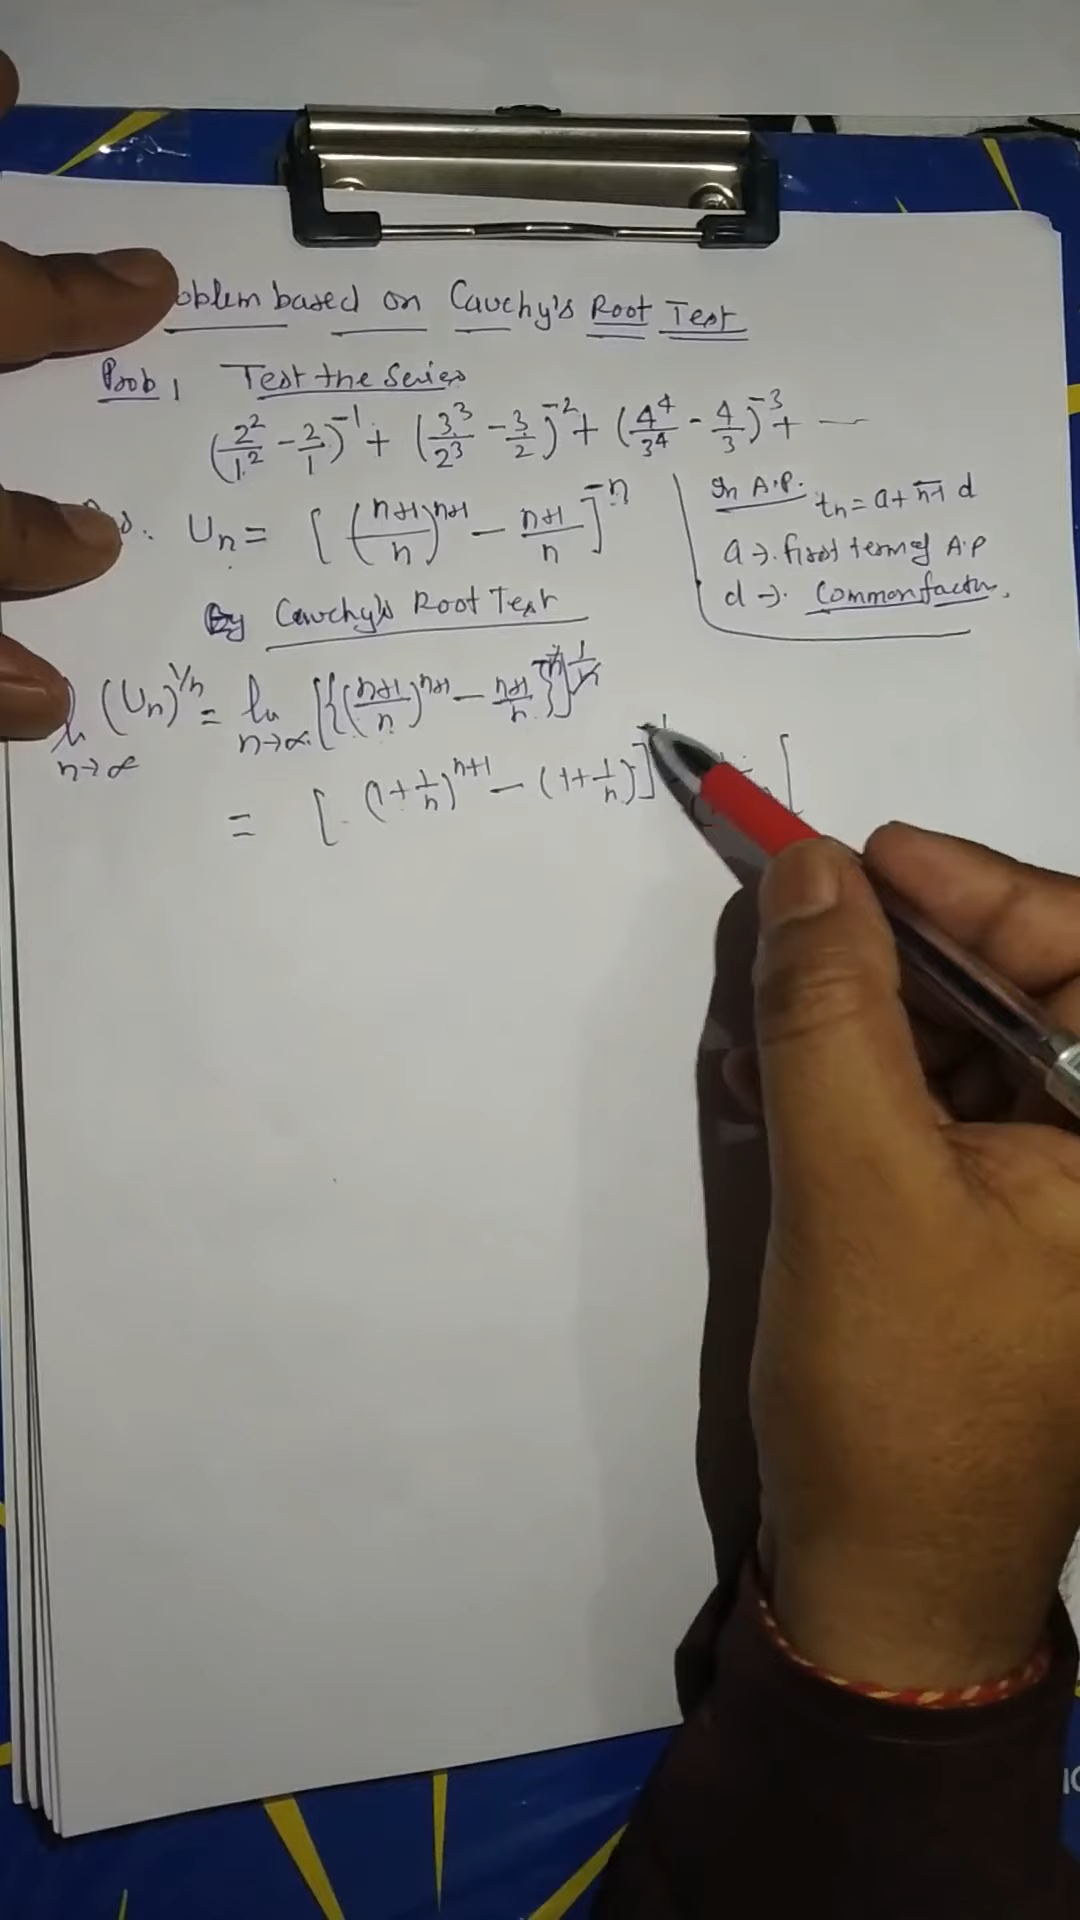 oblem based on Cauchy's Root Test
Prob 1 Test the Series
(2²/1² - 2/1)⁻¹ + (3³/2³ - 3/2)⁻² + (4⁴/3⁴ - 4/3)⁻³ + —
Un = [((n+1)/n)ⁿ⁺¹ - (n+1)/n]⁻ⁿ
In A.P. tn = a + n-1 d
a → first term of A.P
d → Common factor.
By Cauchy's Root Test
n→∞ (Un)^1/n = n→∞ [{((n+1)/n)ⁿ⁺¹ - (n+1)/n}⁻ⁿ]^1/n
= [(1 + 1/n)ⁿ⁺¹ - (1 + 1/n)] [